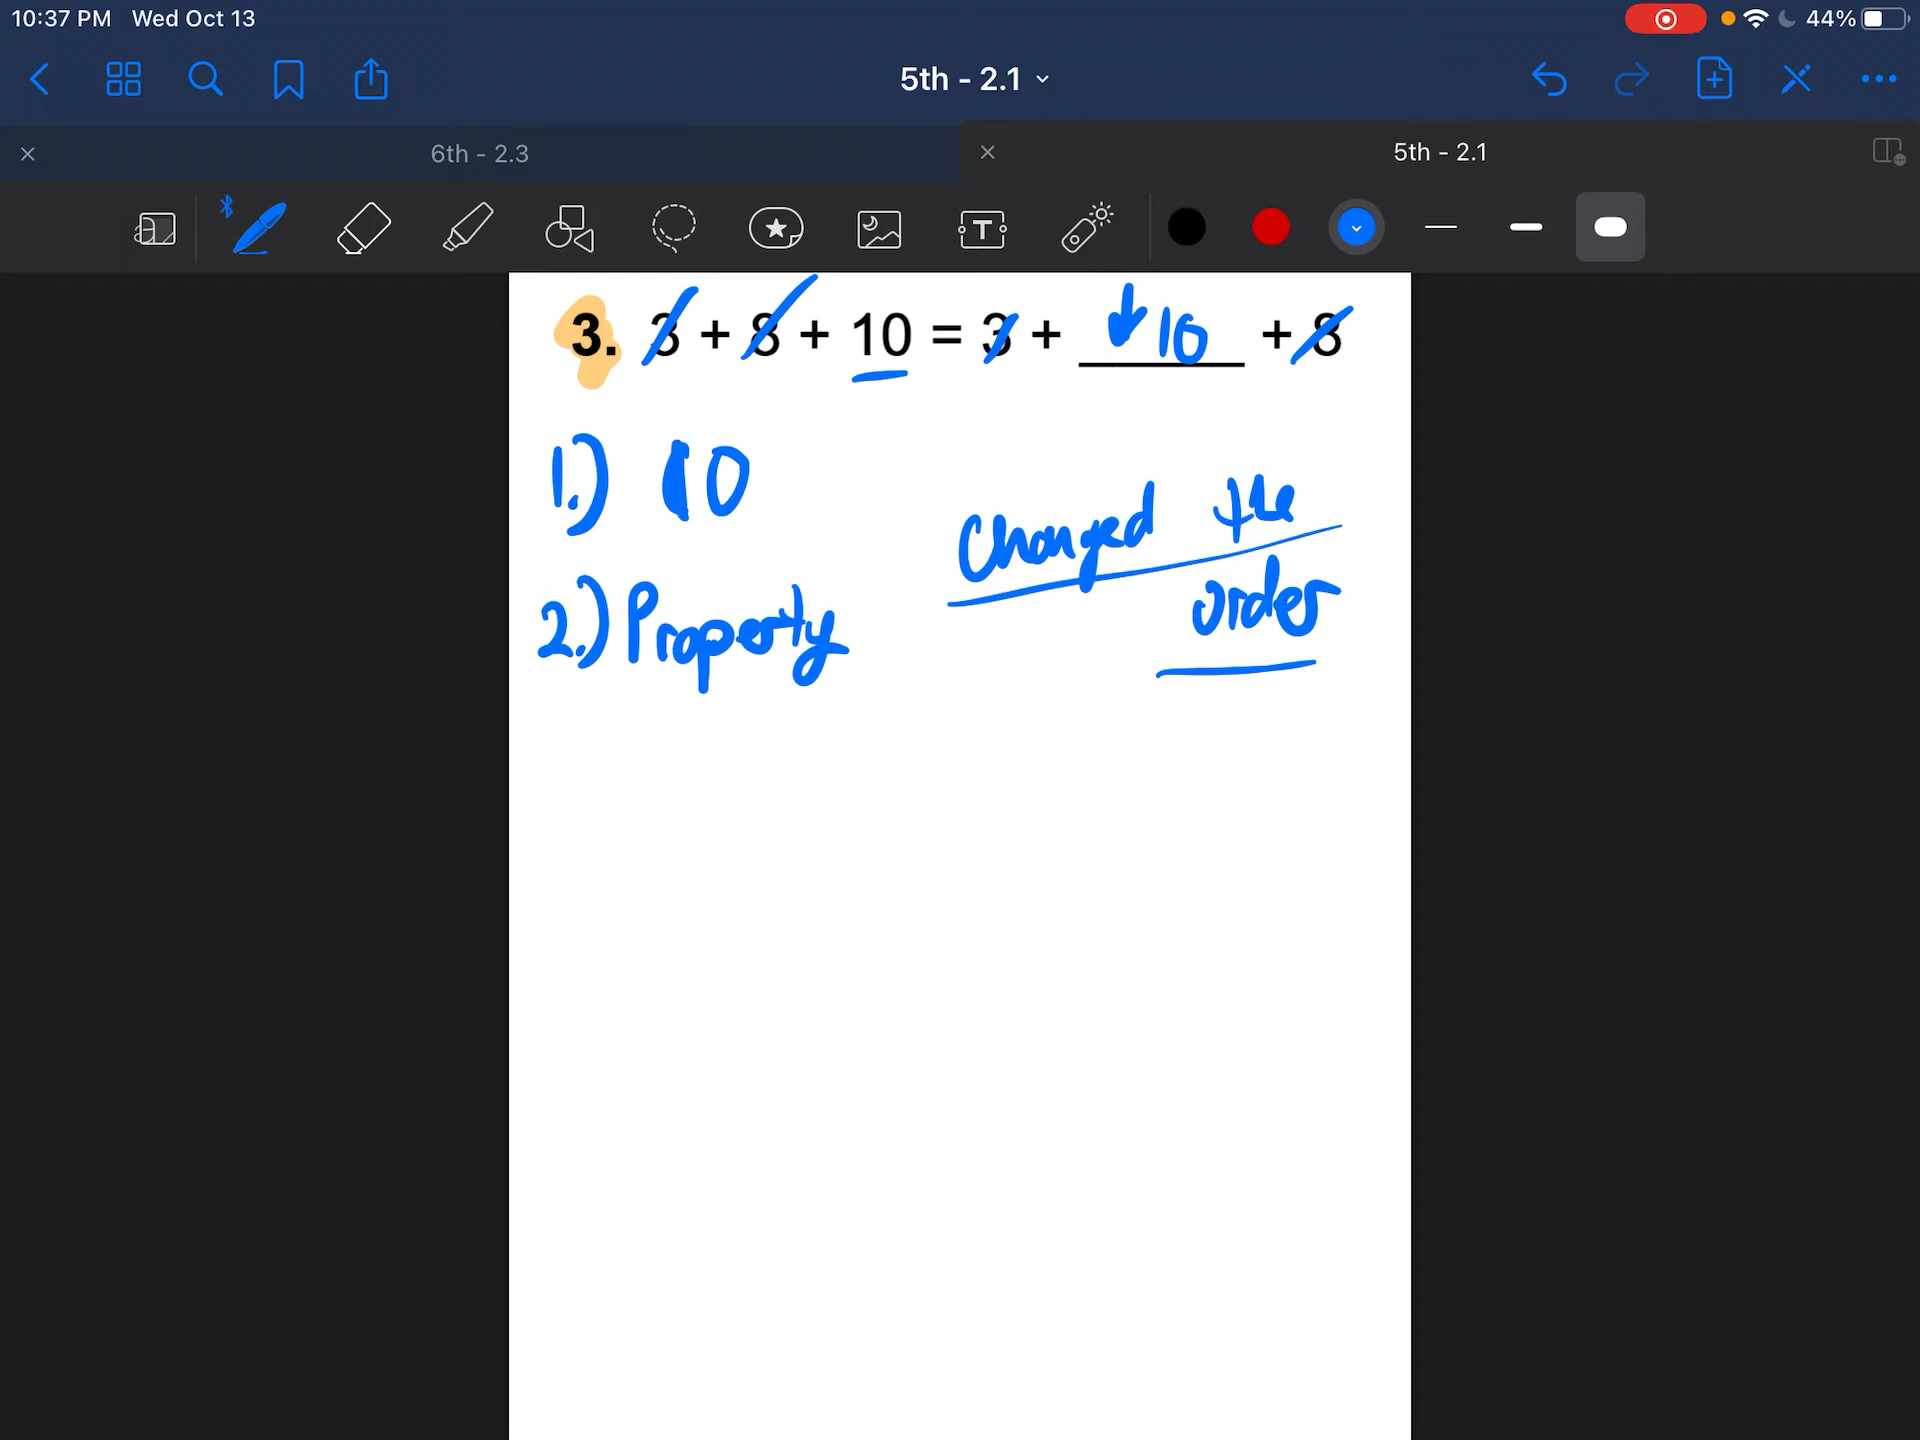 10:37 PM Wed Oct 13 44%
5th - 2.1
6th - 2.3 5th - 2.1
3. 3 + 8 + 10 = 3 + 10 + 8
1.) 10
Changed the
order
2.) Property